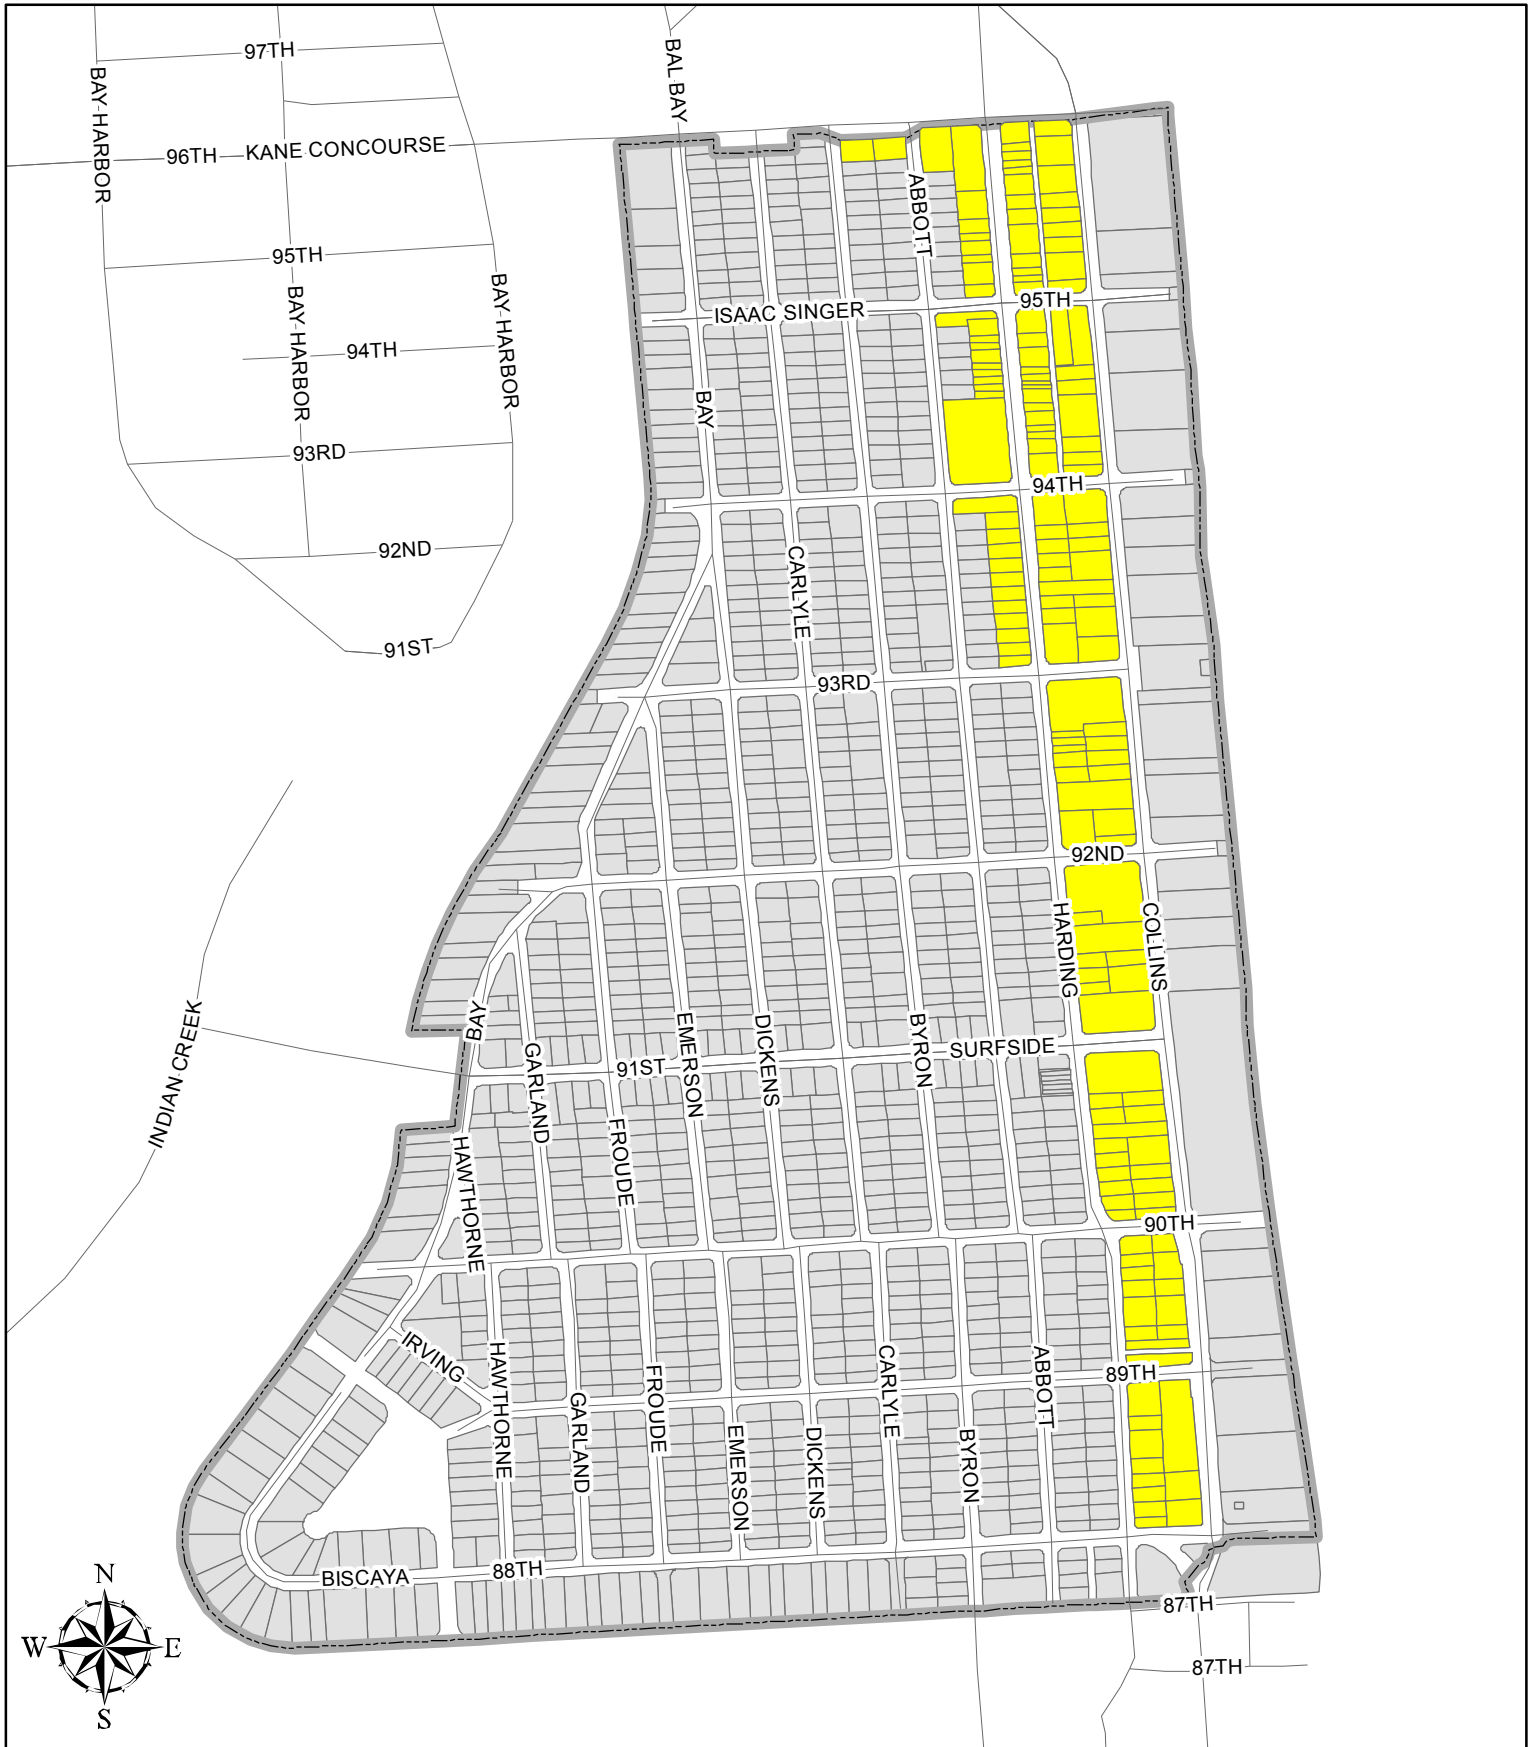 97TH
BAL BAY
BAY HARBOR
96TH
KANE CONCOURSE
ABBOTT
95TH
BAY HARBOR
BAY HARBOR
95TH
ISAAC SINGER
94TH
BAY
93RD
94TH
92ND
CARLYLE
91ST
93RD
92ND
HARDING
COLLINS
INDIAN CREEK
BAY
EMERSON
DICKENS
BYRON
SURFSIDE
GARLAND
91ST
FROUDE
HAWTHORNE
90TH
IRVING
HAWTHORNE
CARLYLE
ABBOTT
89TH
FROUDE
GARLAND
EMERSON
DICKENS
BYRON
BISCAYA
88TH
N
W
E
S
87TH
87TH